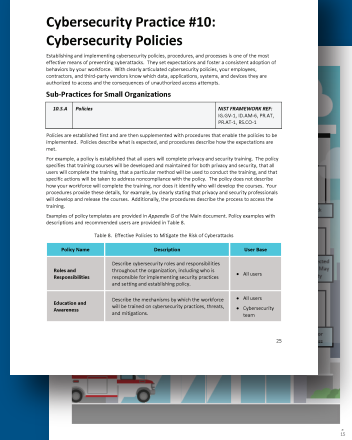 Cybersecurity Practice #10:
Cybersecurity Policies
Establishing and implementing cybersecurity policies, procedures, and processes is one of the most
effective means of preventing cyberattacks. They set expectations and foster a consistent adoption of
behaviors by your workforce. With clearly articulated cybersecurity policies, your employees,
contractors, and third-party vendors know which data, applications, systems, and devices they are
authorized to access and the consequences of unauthorized access attempts.
Sub-Practices for Small Organizations
10.S.A Policies NIST FRAMEWORK REF:
ID.GV-1, ID.AM-6, PR.AT,
PR.AT-1, RS.CO-1
Policies are established first and are then supplemented with procedures that enable the policies to be
implemented. Policies describe what is expected, and procedures describe how the expectations are
met.
For example, a policy is established that all users will complete privacy and security training. The policy
specifies that training courses will be developed and maintained for both privacy and security, that all
users will complete the training, that a particular method will be used to conduct the training, and that
specific actions will be taken to address noncompliance with the policy. The policy does not describe
how your workforce will complete the training, nor does it identify who will develop the courses. Your
procedures provide these details, for example, by clearly stating that privacy and security professionals
will develop and release the courses. Additionally, the procedures describe the process to access the
training.
Examples of policy templates are provided in Appendix G of the Main document. Policy examples with
descriptions and recommended users are provided in Table 8.
Table 8. Effective Policies to Mitigate the Risk of Cyberattacks
Policy Name Description User Base
Roles and
Responsibilities
Describe cybersecurity roles and responsibilities
throughout the organization, including who is
responsible for implementing security practices
and setting and establishing policy.
• All users
Education and
Awareness
Describe the mechanisms by which the workforce
will be trained on cybersecurity practices, threats,
and mitigations.
• All users
• Cybersecurity
team
25
15